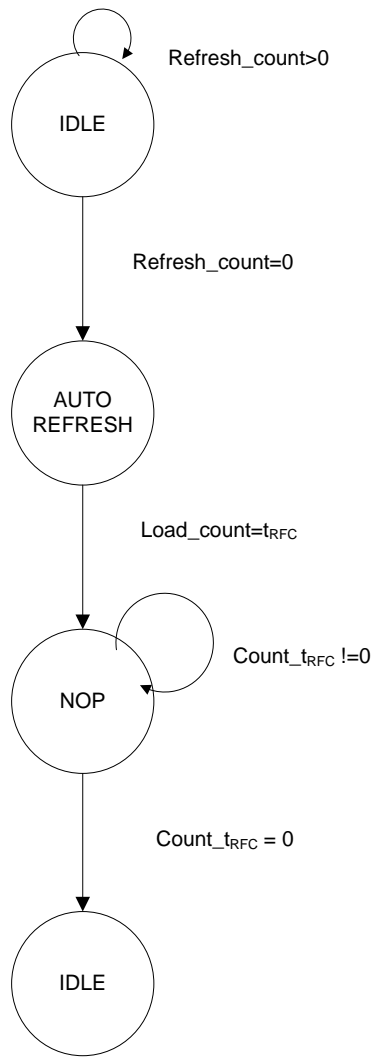 Refresh_count>0
IDLE
Refresh_count=0
AUTO
REFRESH
Load_count=tRFC
Count_tRFC !=0
NOP
Count_tRFC = 0
IDLE